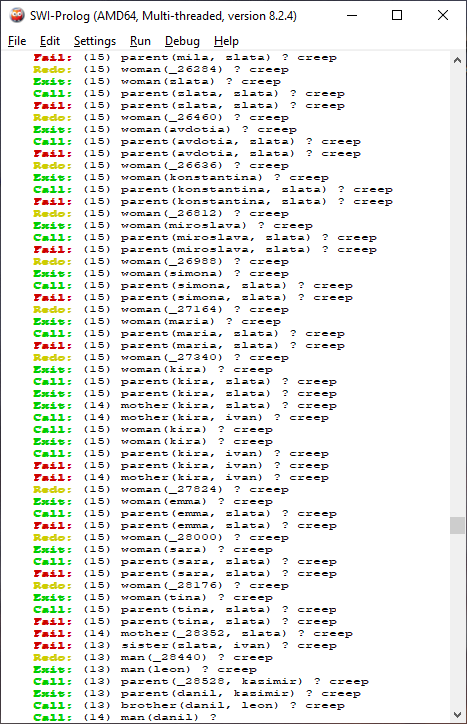 SWI-Prolog (AMD64, Multi-threaded, version 8.2.4)
File Edit Settings Run Debug Help
Fail: (15) parent(mila, zlata) ? creep
Redo: (15) woman(_26284) ? creep
Exit: (15) woman(zlata) ? creep
Call: (15) parent(zlata, zlata) ? creep
Fail: (15) parent(zlata, zlata) ? creep
Redo: (15) woman(_26460) ? creep
Exit: (15) woman(avdotia) ? creep
Call: (15) parent(avdotia, zlata) ? creep
Fail: (15) parent(avdotia, zlata) ? creep
Redo: (15) woman(_26636) ? creep
Exit: (15) woman(konstantina) ? creep
Call: (15) parent(konstantina, zlata) ? creep
Fail: (15) parent(konstantina, zlata) ? creep
Redo: (15) woman(_26812) ? creep
Exit: (15) woman(miroslava) ? creep
Call: (15) parent(miroslava, zlata) ? creep
Fail: (15) parent(miroslava, zlata) ? creep
Redo: (15) woman(_26988) ? creep
Exit: (15) woman(simona) ? creep
Call: (15) parent(simona, zlata) ? creep
Fail: (15) parent(simona, zlata) ? creep
Redo: (15) woman(_27164) ? creep
Exit: (15) woman(maria) ? creep
Call: (15) parent(maria, zlata) ? creep
Fail: (15) parent(maria, zlata) ? creep
Redo: (15) woman(_27340) ? creep
Exit: (15) woman(kira) ? creep
Call: (15) parent(kira, zlata) ? creep
Exit: (15) parent(kira, zlata) ? creep
Exit: (14) mother(kira, zlata) ? creep
Call: (14) mother(kira, ivan) ? creep
Call: (15) woman(kira) ? creep
Exit: (15) woman(kira) ? creep
Call: (15) parent(kira, ivan) ? creep
Fail: (15) parent(kira, ivan) ? creep
Fail: (14) mother(kira, ivan) ? creep
Redo: (15) woman(_27824) ? creep
Exit: (15) woman(emma) ? creep
Call: (15) parent(emma, zlata) ? creep
Fail: (15) parent(emma, zlata) ? creep
Redo: (15) woman(_28000) ? creep
Exit: (15) woman(sara) ? creep
Call: (15) parent(sara, zlata) ? creep
Fail: (15) parent(sara, zlata) ? creep
Redo: (15) woman(_28176) ? creep
Exit: (15) woman(tina) ? creep
Call: (15) parent(tina, zlata) ? creep
Fail: (15) parent(tina, zlata) ? creep
Fail: (14) mother(_28352, zlata) ? creep
Fail: (13) sister(zlata, ivan) ? creep
Redo: (13) man(_28440) ? creep
Exit: (13) man(leon) ? creep
Call: (13) parent(_28528, kazimir) ? creep
Exit: (13) parent(danil, kazimir) ? creep
Call: (13) brother(danil, leon) ? creep
Call: (14) man(danil) ?